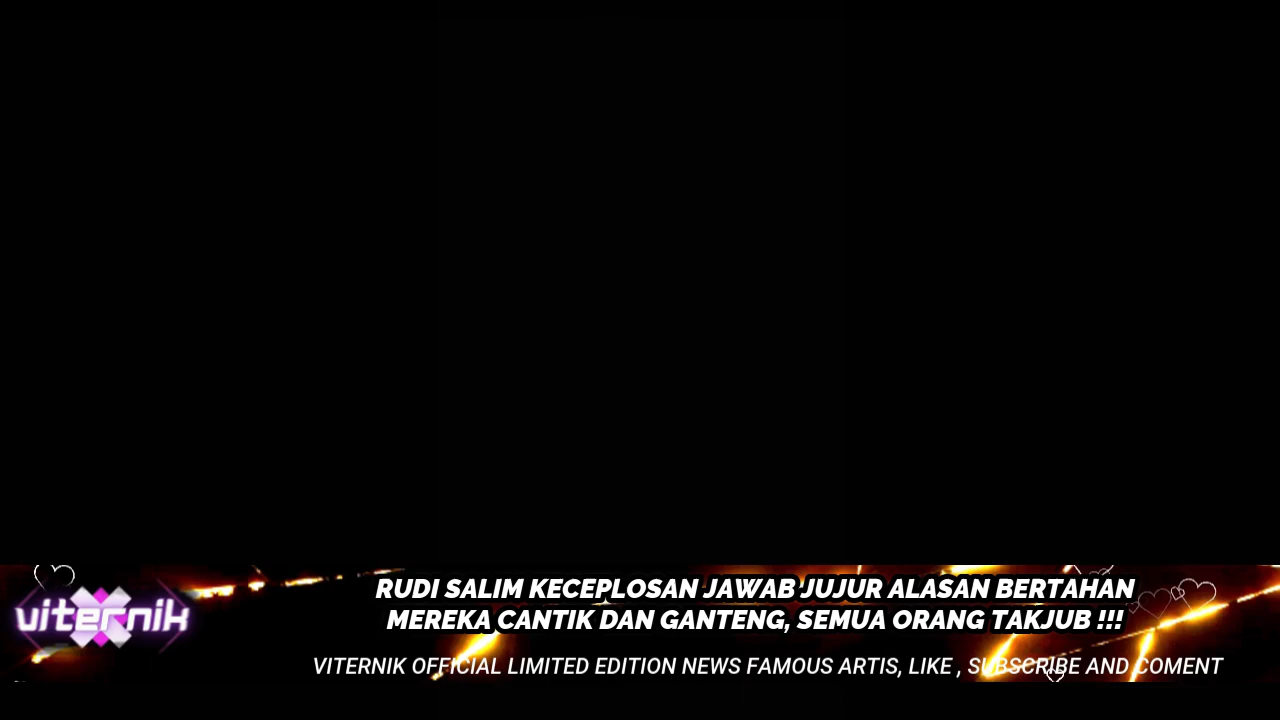 RUDI SALIM KECEPLOSAN JAWAB JUJUR ALASAN BERTAHAN
MEREKA CANTIK DAN GANTENG, SEMUA ORANG TAKJUB !!!
viternik
VITERNIK OFFICIAL LIMITED EDITION NEWS FAMOUS ARTIS, LIKE , SUBSCRIBE AND COMENT